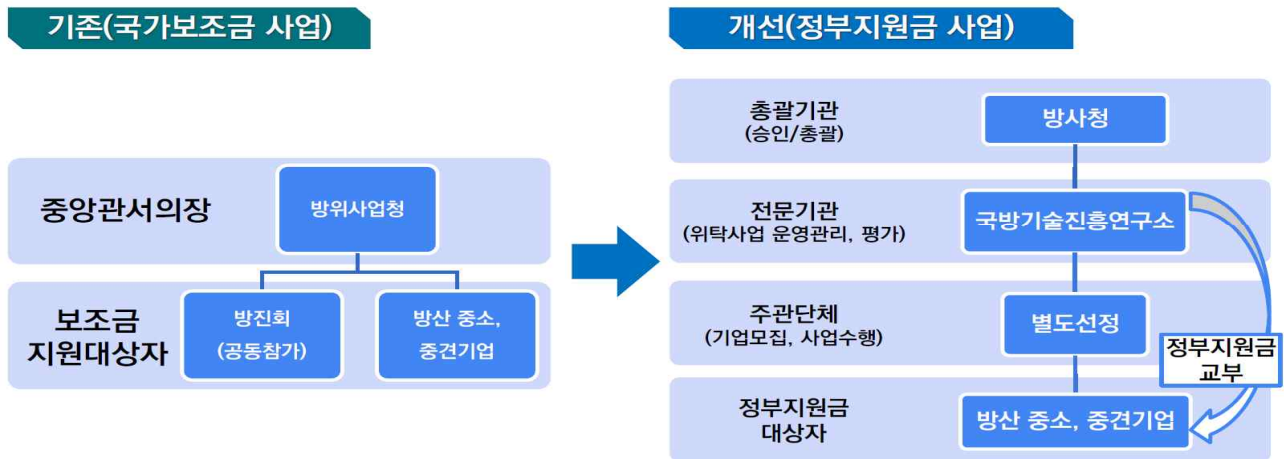 기존(국가보조금 사업)
중앙관서의장
방위사업청
보조금
지원대상자
방진회
(공동참가)
방산 중소,
중견기업
개선(정부지원금 사업)
총괄기관
(승인/총괄)
방사청
전문기관
(위탁사업 운영관리, 평가)
국방기술진흥연구소
주관단체
(기업모집, 사업수행)
별도선정
정부지원금
교부
정부지원금
대상자
방산 중소, 중견기업